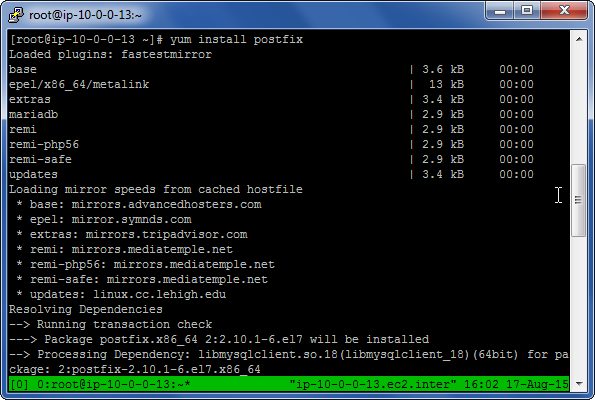 root@ip-10-0-0-13:~
[root@ip-10-0-0-13 ~]# yum install postfix
Loaded plugins: fastestmirror
base | 3.6 kB 00:00
epel/x86_64/metalink | 13 kB 00:00
extras | 3.4 kB 00:00
mariadb | 2.9 kB 00:00
remi | 2.9 kB 00:00
remi-php56 | 2.9 kB 00:00
remi-safe | 2.9 kB 00:00
updates | 3.4 kB 00:00
Loading mirror speeds from cached hostfile
 * base: mirrors.advancedhosters.com
 * epel: mirror.symnds.com
 * extras: mirrors.tripadvisor.com
 * remi: mirrors.mediatemple.net
 * remi-php56: mirrors.mediatemple.net
 * remi-safe: mirrors.mediatemple.net
 * updates: linux.cc.lehigh.edu
Resolving Dependencies
--> Running transaction check
---> Package postfix.x86_64 2:2.10.1-6.el7 will be installed
--> Processing Dependency: libmysqlclient.so.18(libmysqlclient_18)(64bit) for pa
ckage: 2:postfix-2.10.1-6.el7.x86_64
[0] 0:root@ip-10-0-0-13:~* "ip-10-0-0-13.ec2.inter" 16:02 17-Aug-15